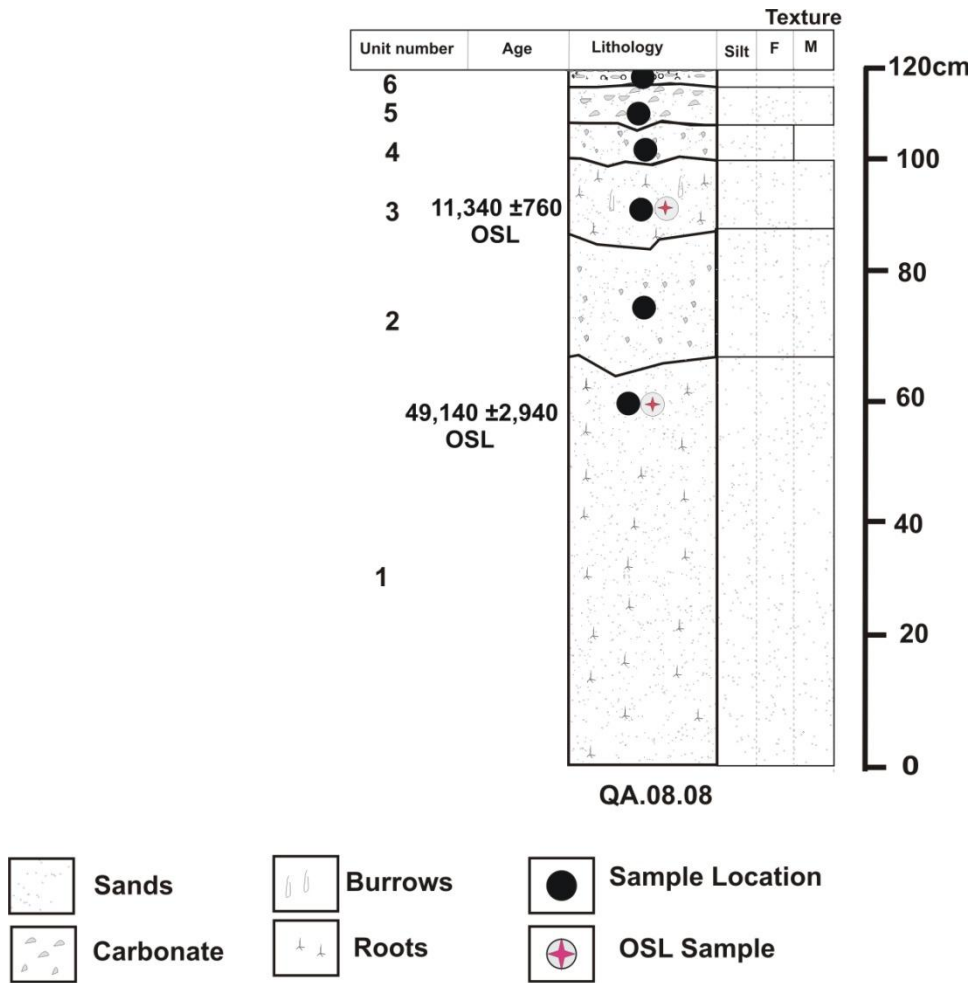 Texture
Unit number Age Lithology Silt F M
120cm
6
5
4
100
3
11,340 ±760
OSL
80
2
60
49,140 ±2,940
OSL
40
1
20
0
QA.08.08
Sands
Burrows
Sample Location
Carbonate
Roots
OSL Sample